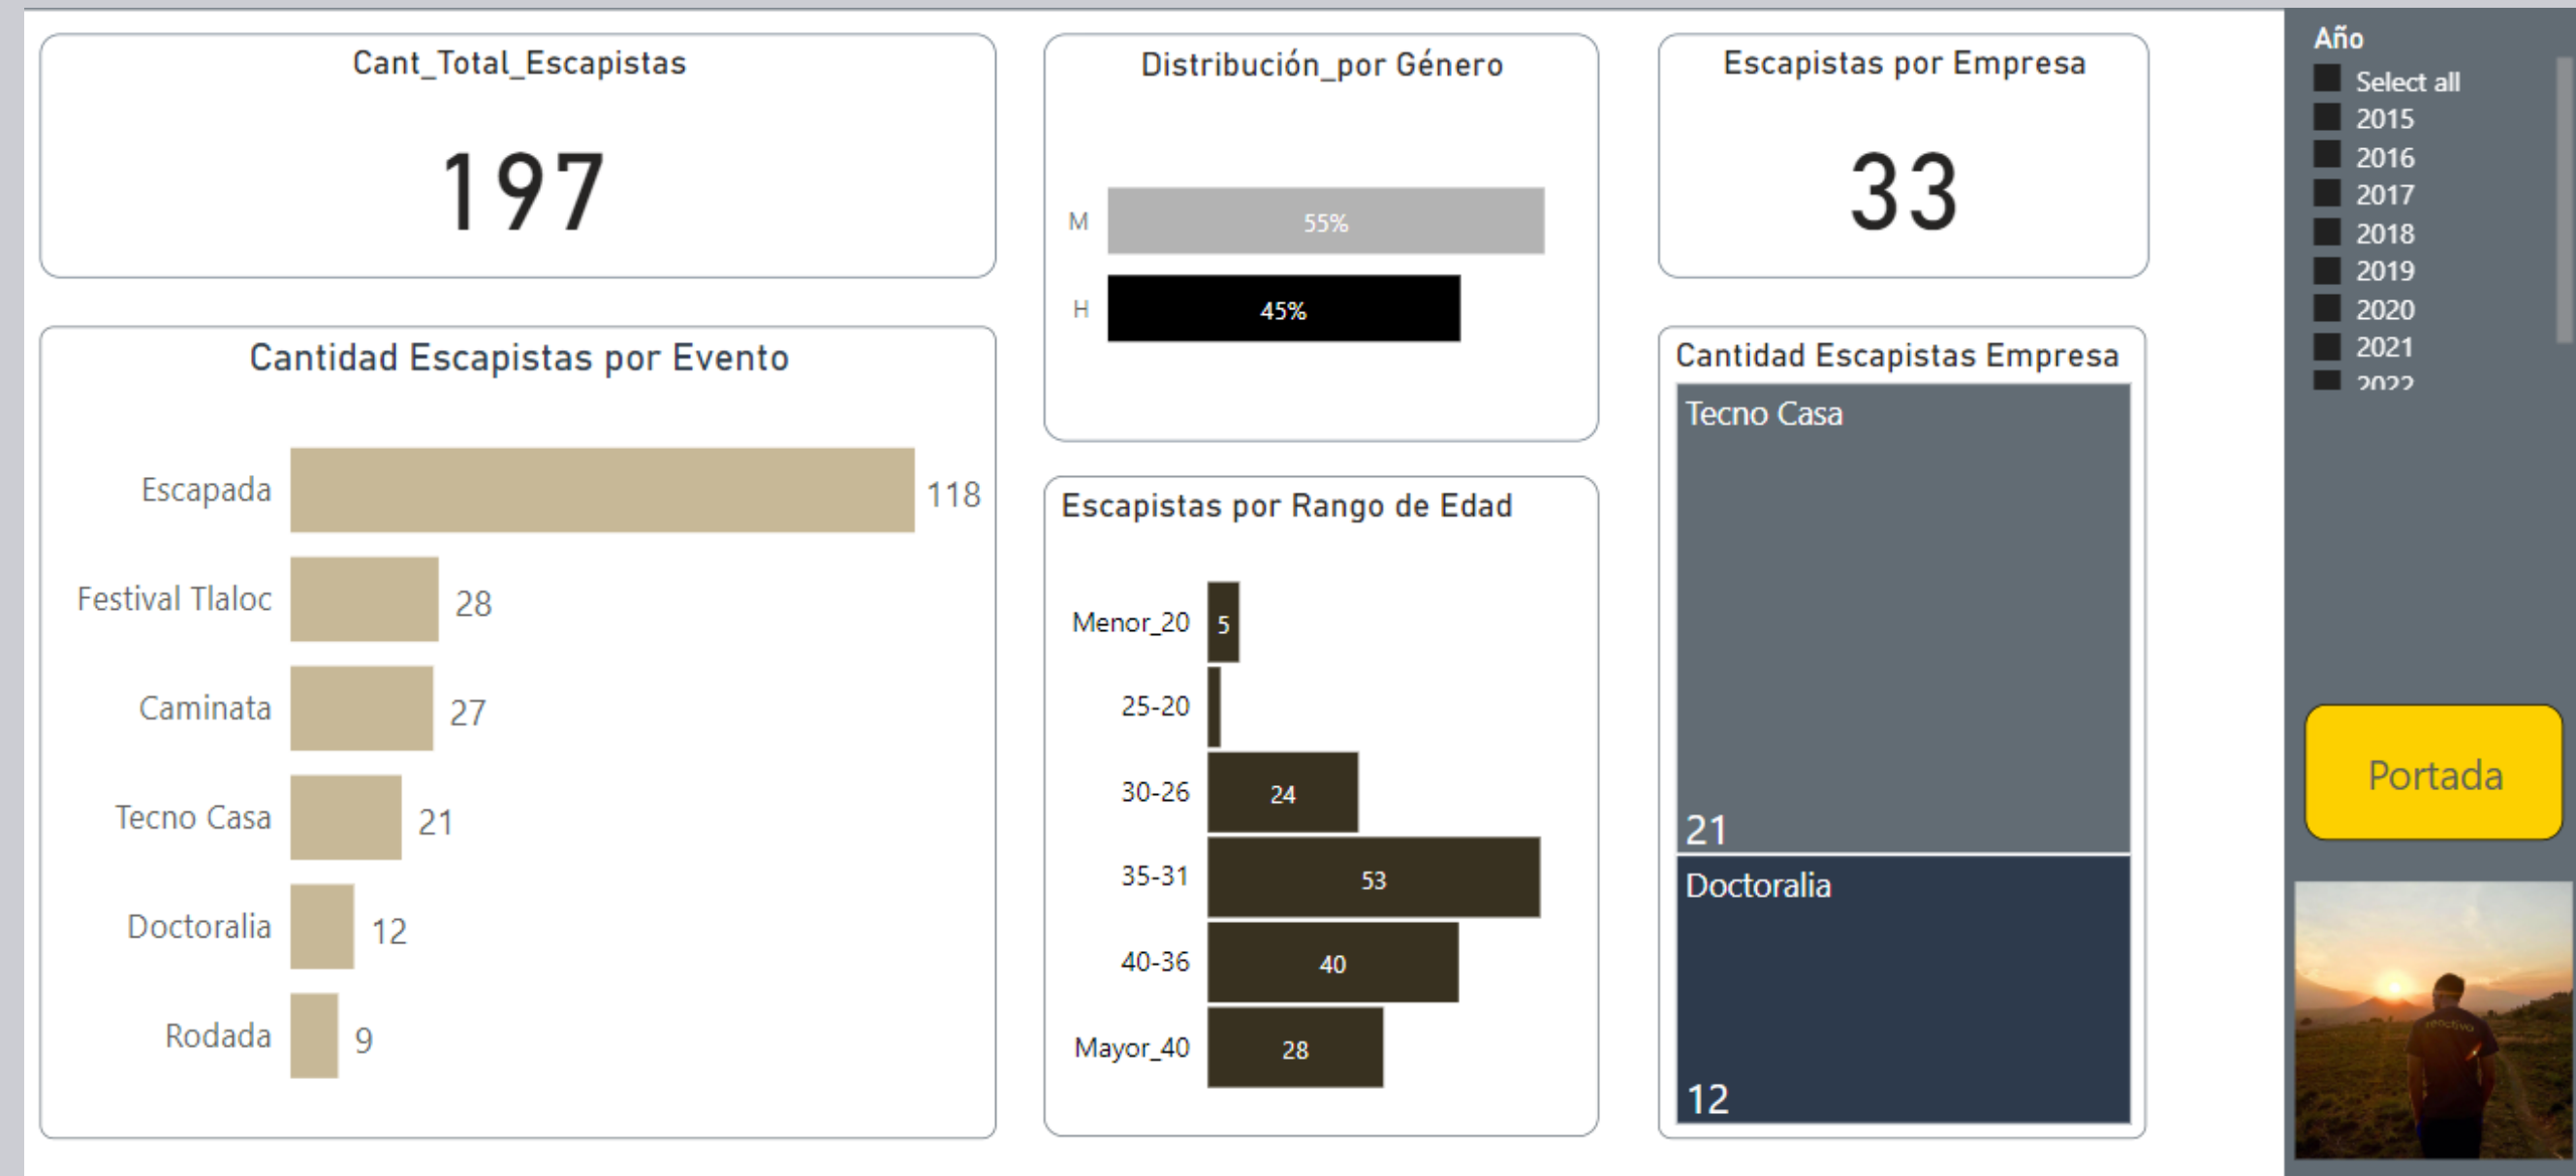 Cant_Total_Escapistas
197
Distribución_por Género
M 55%
H 45%
Escapistas por Empresa
33
Cantidad Escapistas por Evento
Escapada 118
Festival Tlaloc 28
Caminata 27
Tecno Casa 21
Doctoralia 12
Rodada 9
Escapistas por Rango de Edad
Menor_20 5
25-20
30-26 24
35-31 53
40-36 40
Mayor_40 28
Cantidad Escapistas Empresa
Tecno Casa
21
Doctoralia
12
Año
Select all
2015
2016
2017
2018
2019
2020
2021
2022
Portada